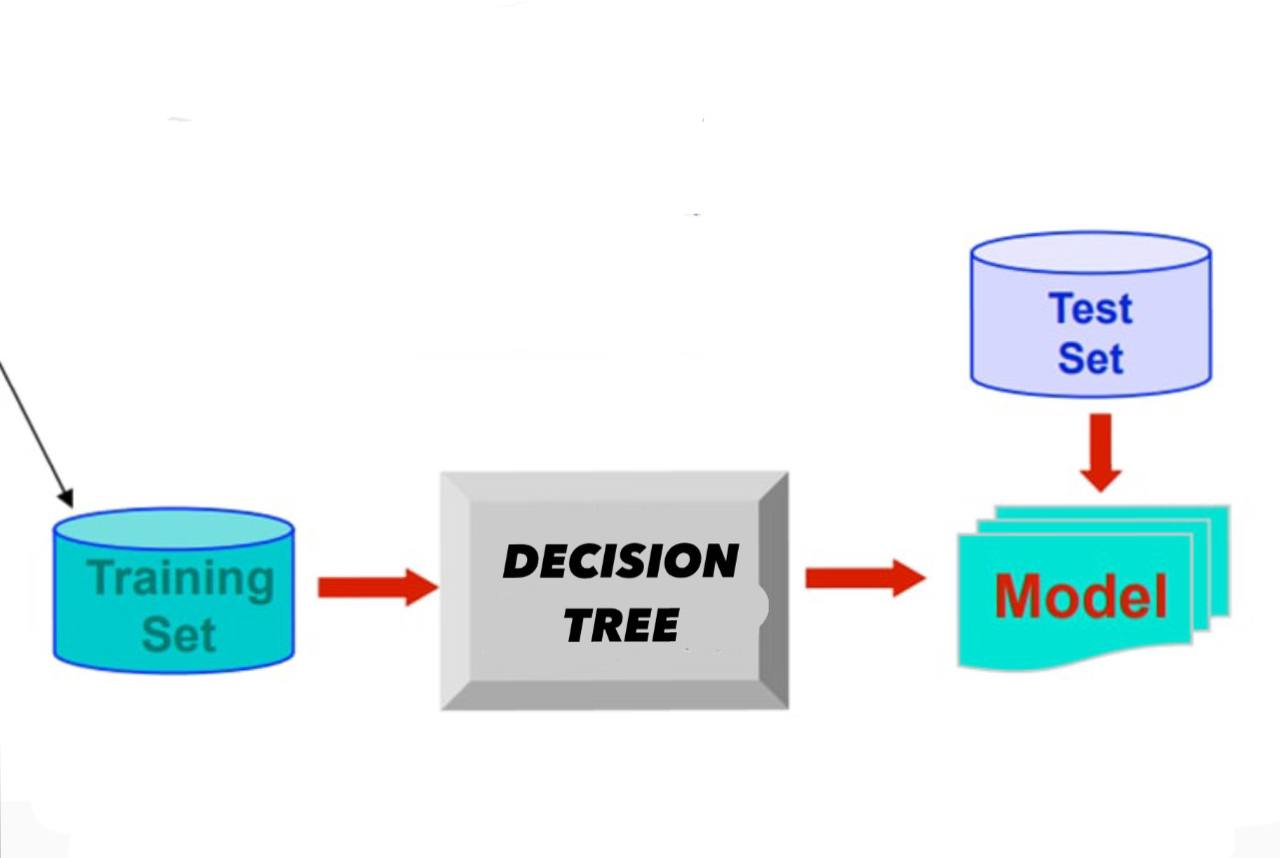 Test
Set
Training
Set
DECISION
TREE
Model